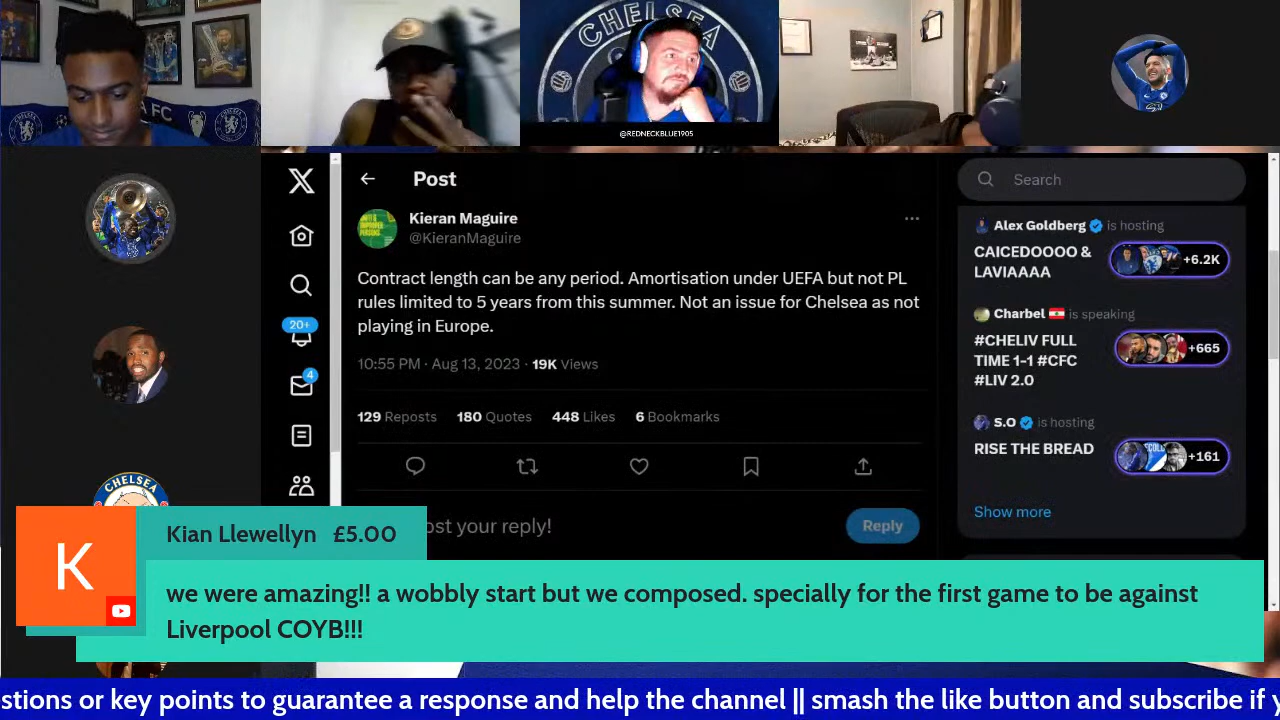 CHELSEA
A FC
@REDNECKBLUE1905
Post
Search
Kieran Maguire
@KieranMaguire
Contract length can be any period. Amortisation under UEFA but not PL
rules limited to 5 years from this summer. Not an issue for Chelsea as not
playing in Europe.
10:55 PM · Aug 13, 2023 · 19K Views
129 Reposts 180 Quotes 448 Likes 6 Bookmarks
20+
4
ost your reply!
Reply
Alex Goldberg is hosting
CAICEDOOOO &
LAVIAAAA
+6.2K
Charbel is speaking
#CHELIV FULL
TIME 1-1 #CFC
#LIV 2.0
+665
S.O is hosting
RISE THE BREAD
+161
Show more
CHELSEA
K
Kian Llewellyn £5.00
we were amazing!! a wobbly start but we composed. specially for the first game to be against
Liverpool COYB!!!
stions or key points to guarantee a response and help the channel || smash the like button and subscribe if y